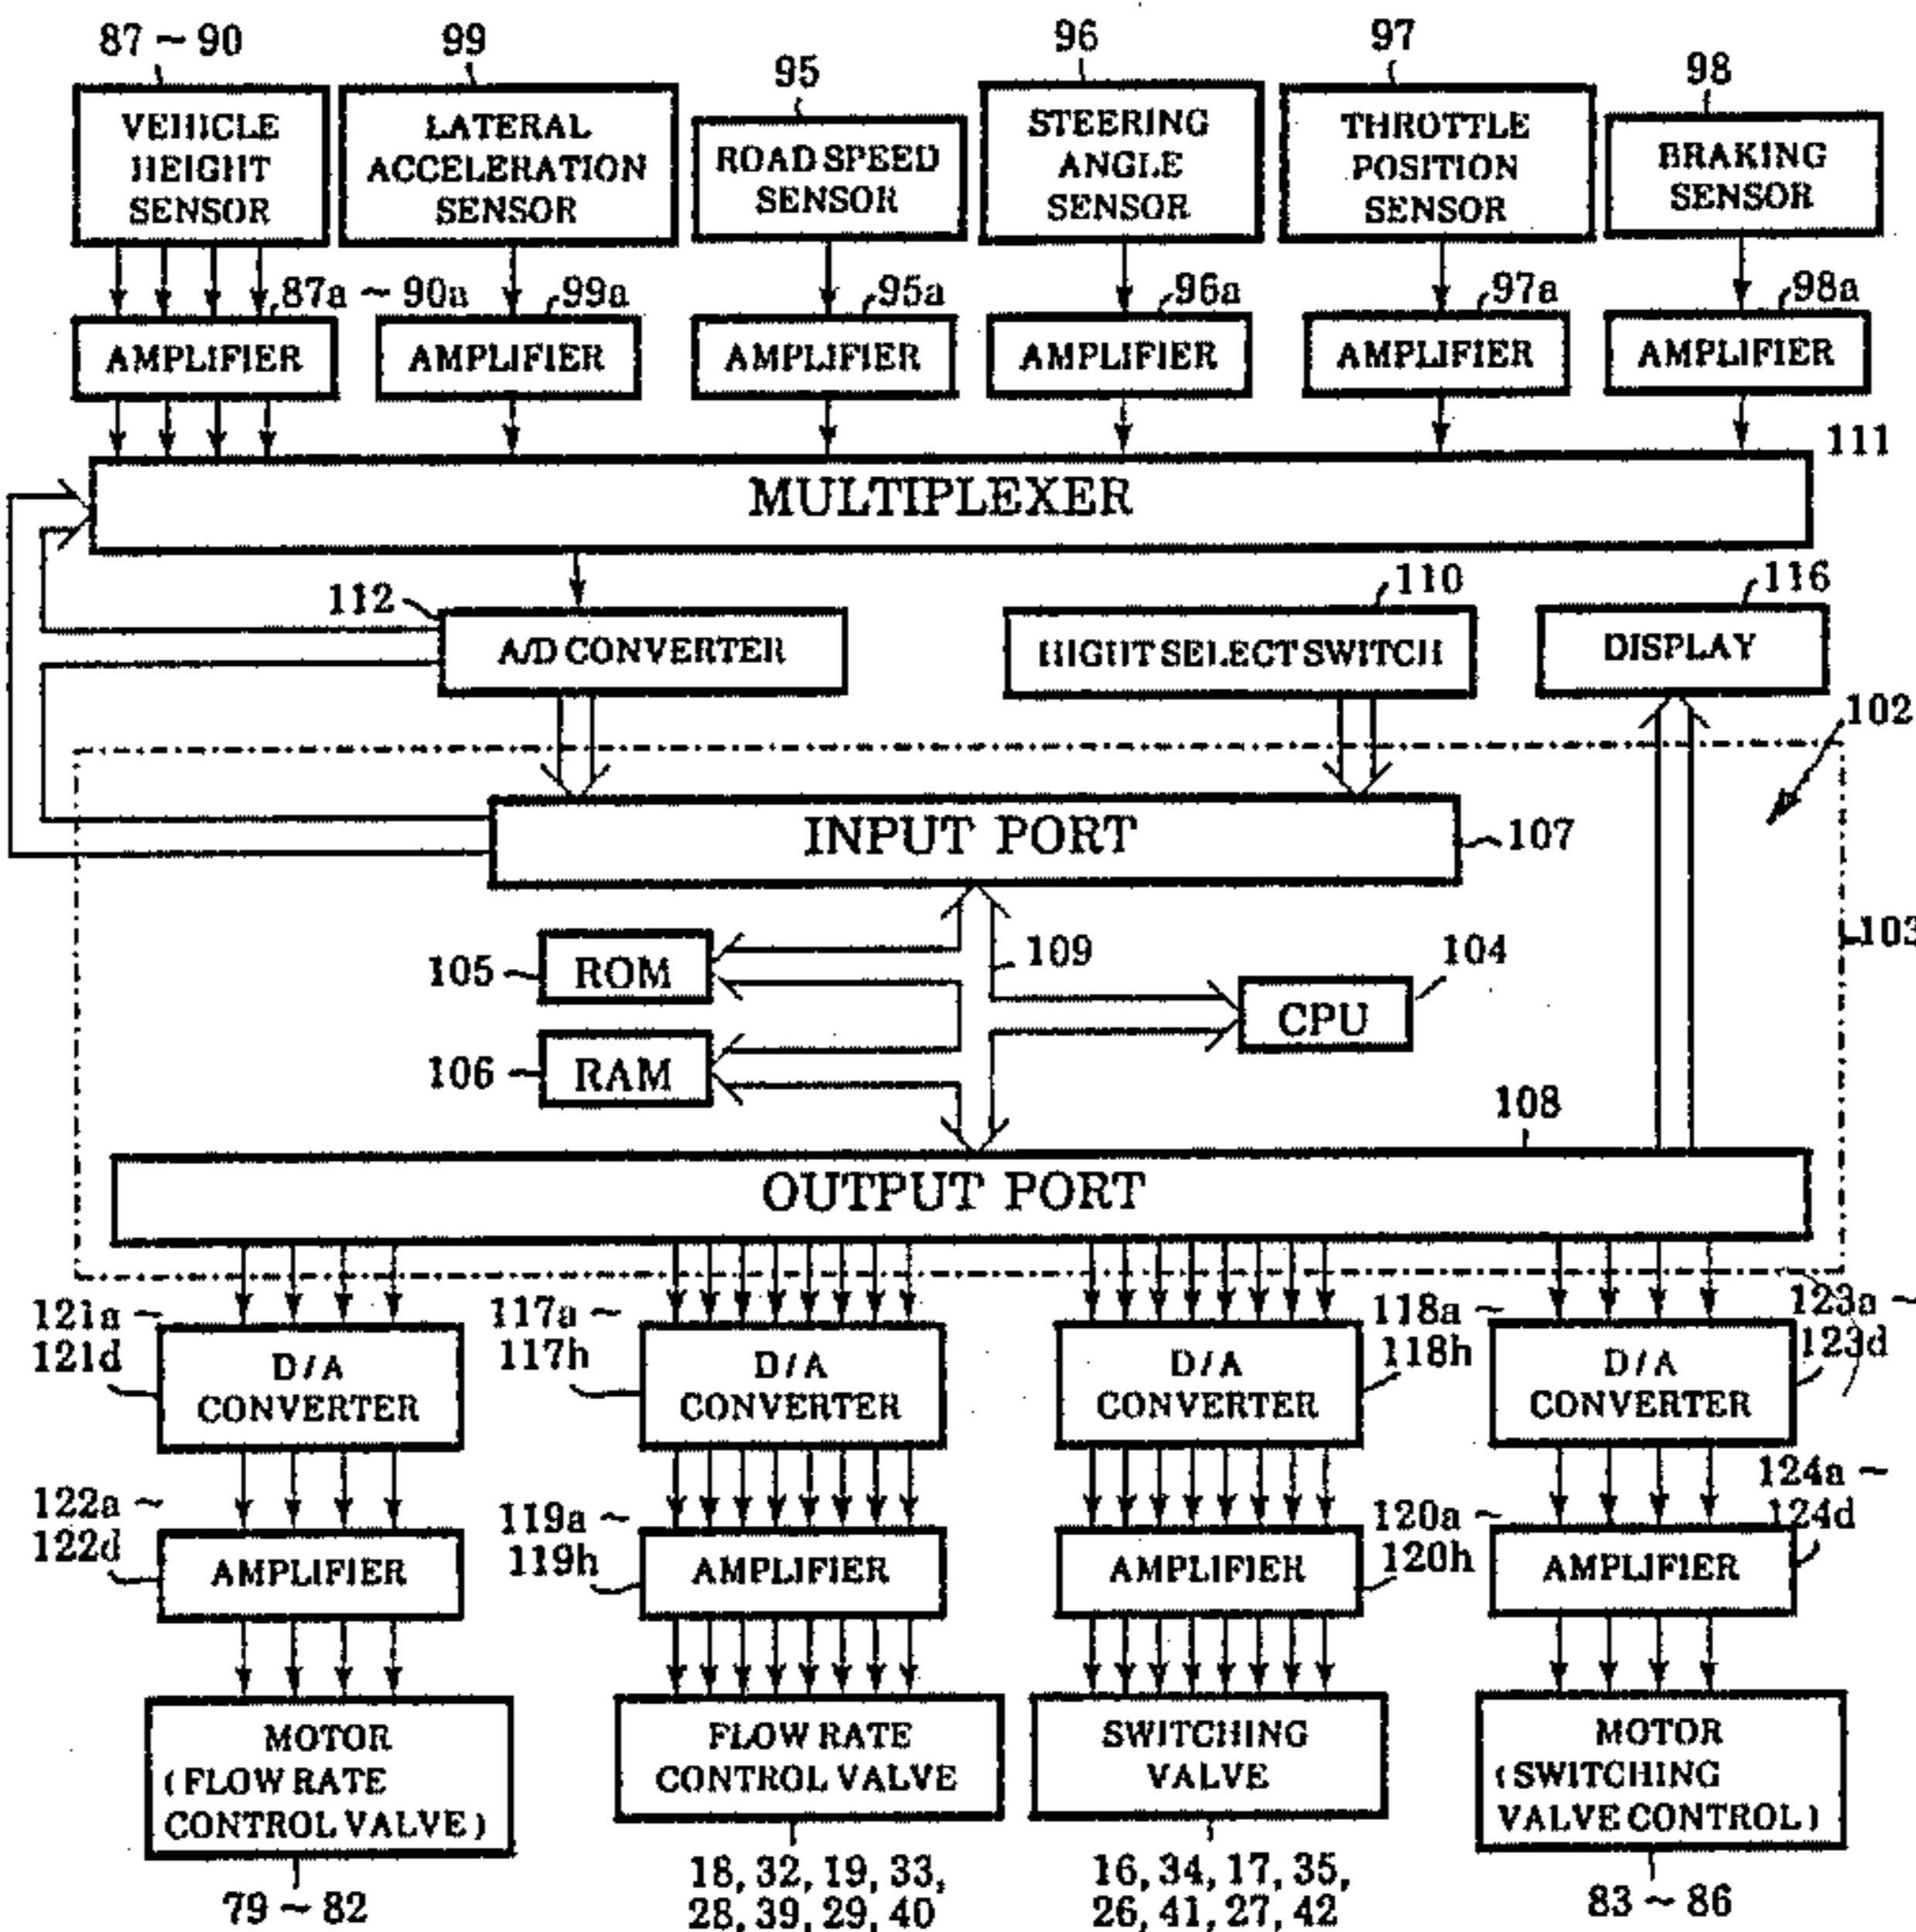 87 ~ 90
99
95
96
97
98
VEHICLE
HEIGHT
SENSOR
LATERAL
ACCELERATION
SENSOR
ROAD SPEED
SENSOR
STEERING
ANGLE
SENSOR
THROTTLE
POSITION
SENSOR
BRAKING
SENSOR
87a ~ 90a
99a
95a
96a
97a
98a
AMPLIFIER
AMPLIFIER
AMPLIFIER
AMPLIFIER
AMPLIFIER
AMPLIFIER
111
MULTIPLEXER
112
110
116
A/D CONVERTER
HIGHT SELECT SWITCH
DISPLAY
102
INPUT PORT
107
103
105
ROM
109
104
CPU
106
RAM
108
OUTPUT PORT
121a ~
121d
117a ~
117h
118a ~
118h
123a ~
123d
D/A
CONVERTER
D/A
CONVERTER
D/A
CONVERTER
D/A
CONVERTER
122a ~
122d
119a ~
119h
120a ~
120h
124a ~
124d
AMPLIFIER
AMPLIFIER
AMPLIFIER
AMPLIFIER
MOTOR
(FLOW RATE
CONTROL VALVE)
FLOW RATE
CONTROL VALVE
SWITCHING
VALVE
MOTOR
(SWITCHING
VALVE CONTROL)
79 ~ 82
18, 32, 19, 33,
28, 39, 29, 40
16, 34, 17, 35,
26, 41, 27, 42
83 ~ 86